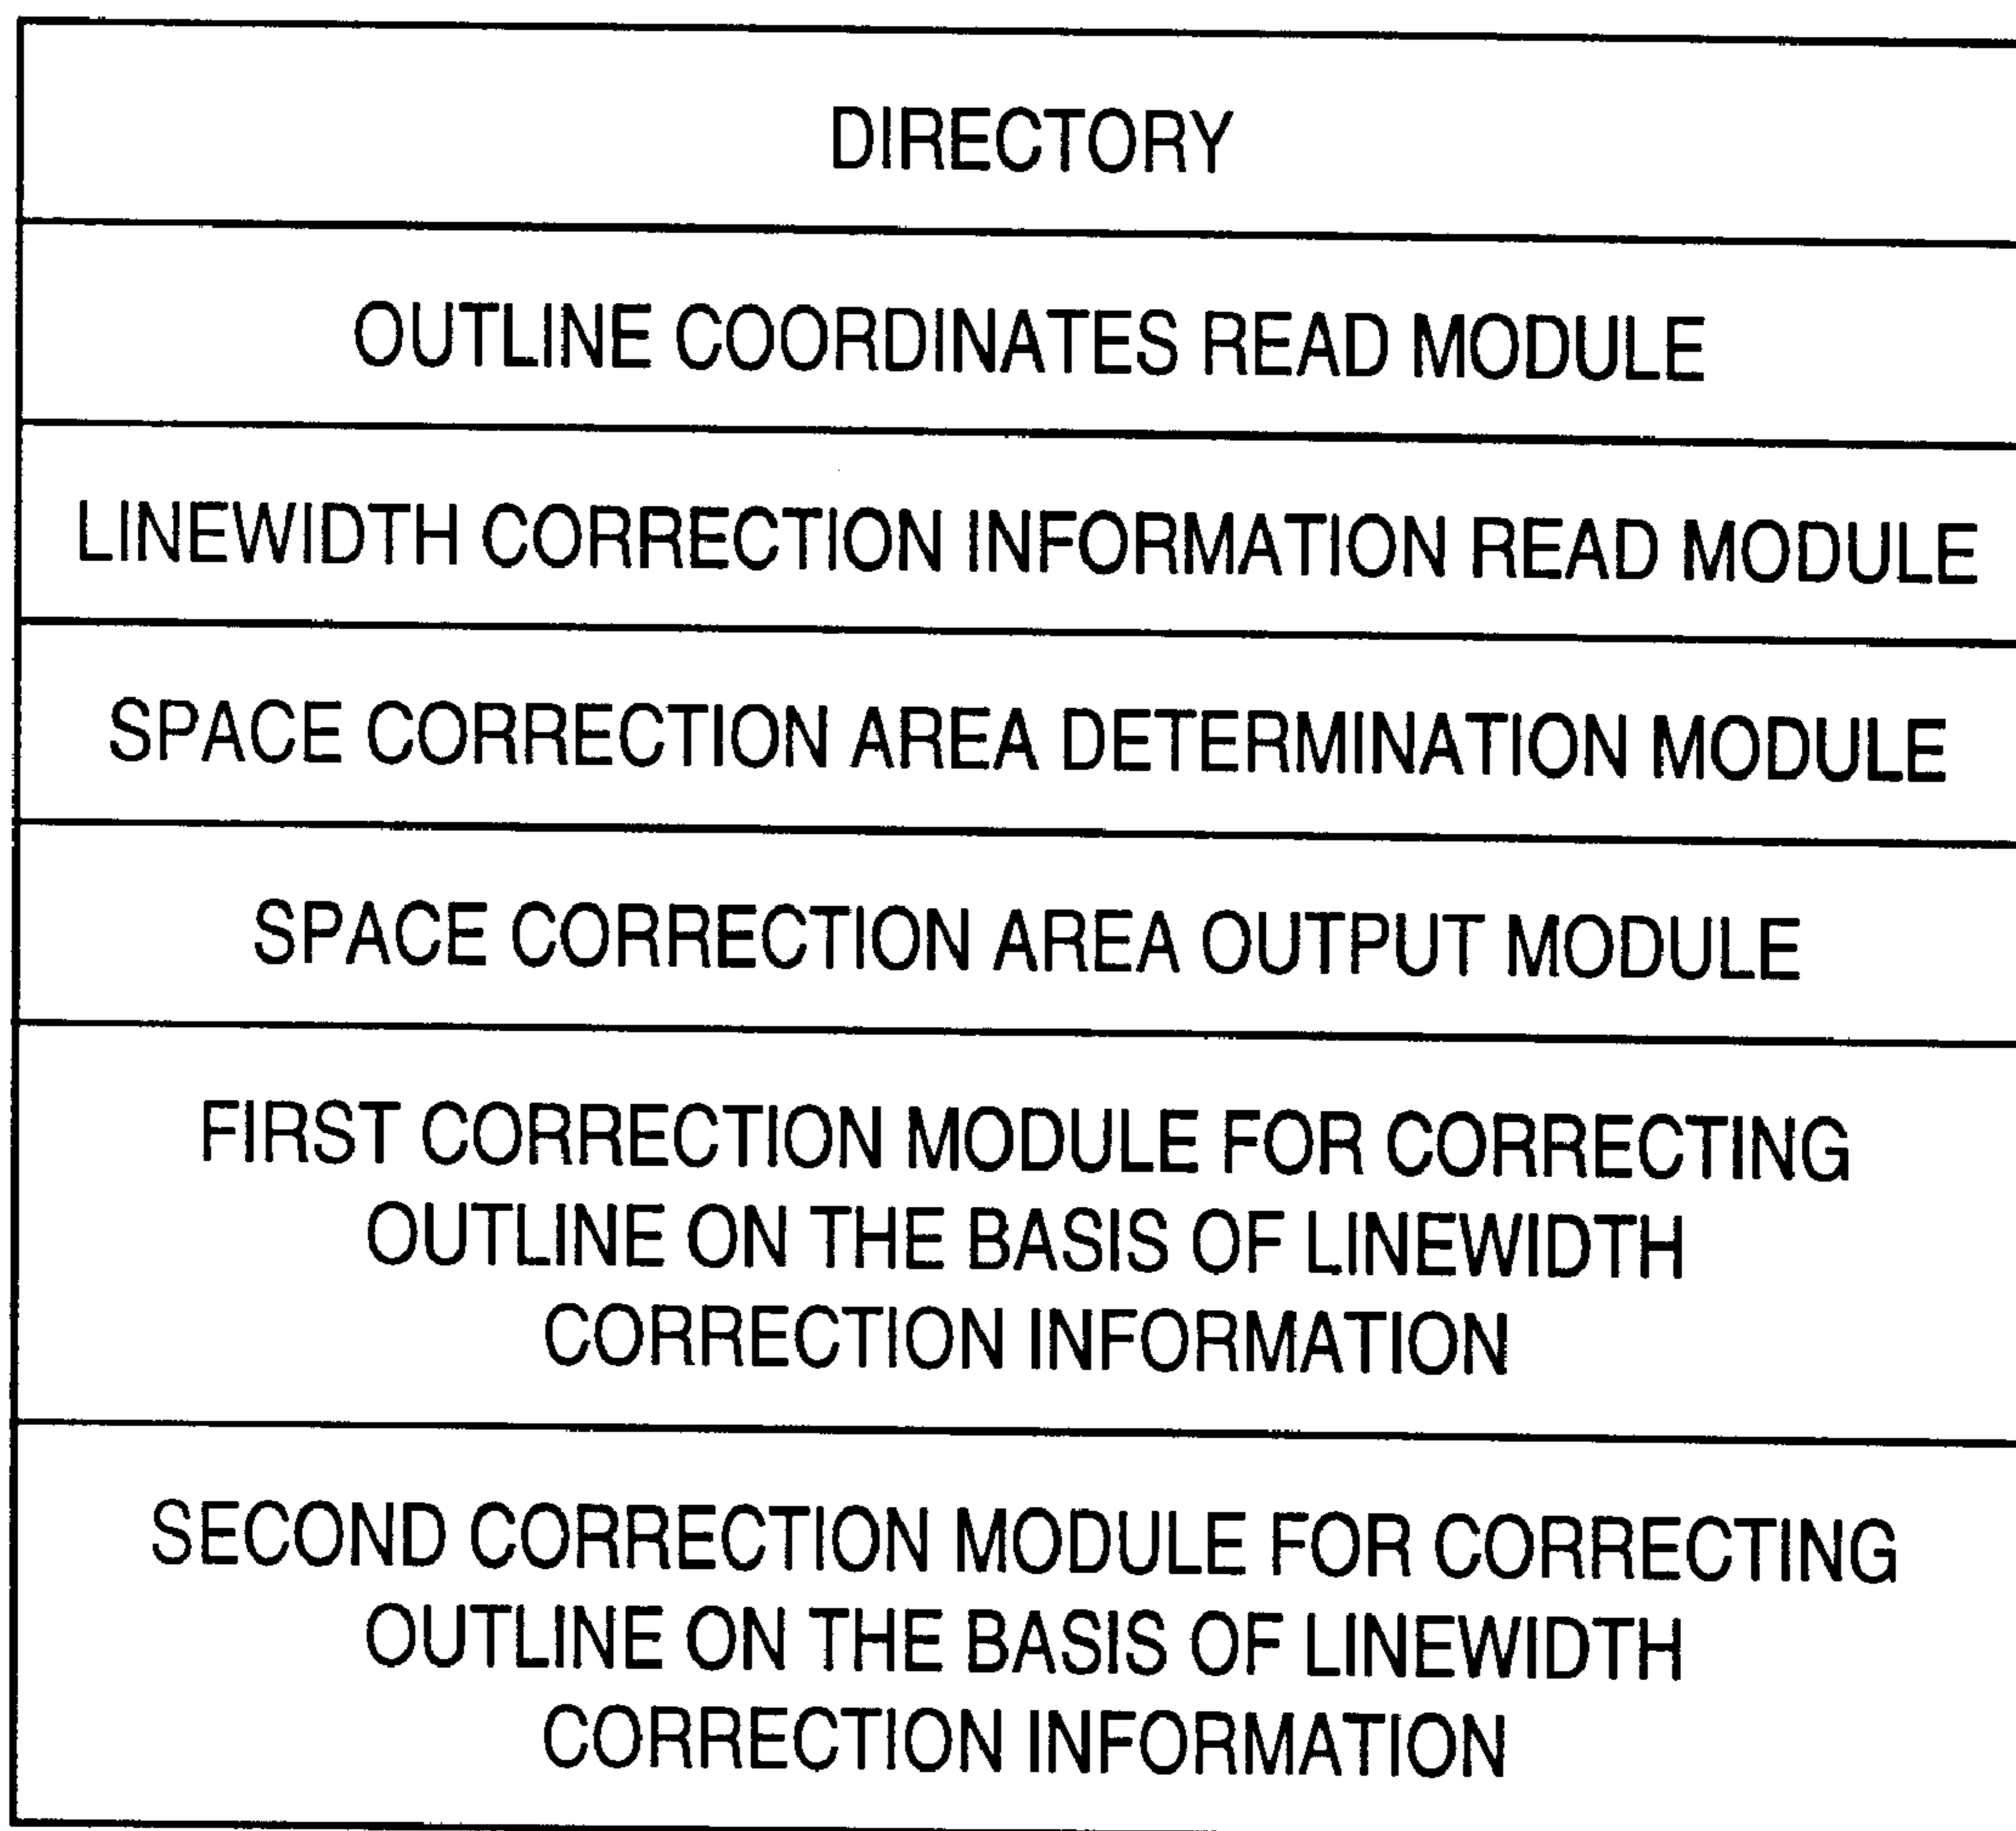 DIRECTORY
OUTLINE COORDINATES READ MODULE
LINEWIDTH CORRECTION INFORMATION READ MODULE
SPACE CORRECTION AREA DETERMINATION MODULE
SPACE CORRECTION AREA OUTPUT MODULE
FIRST CORRECTION MODULE FOR CORRECTING
OUTLINE ON THE BASIS OF LINEWIDTH
CORRECTION INFORMATION
SECOND CORRECTION MODULE FOR CORRECTING
OUTLINE ON THE BASIS OF LINEWIDTH
CORRECTION INFORMATION